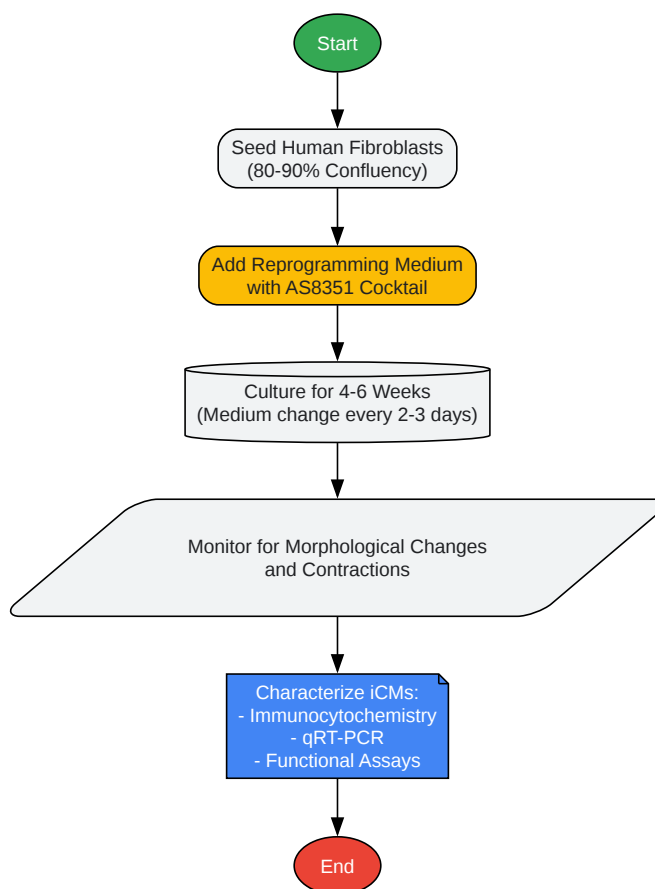 Start
Seed Human Fibroblasts
(80-90% Confluency)
Add Reprogramming Medium
with AS8351 Cocktail
Culture for 4-6 Weeks
(Medium change every 2-3 days)
Monitor for Morphological Changes
and Contractions
Characterize iCMs:
- Immunocytochemistry
- qRT-PCR
- Functional Assays
End